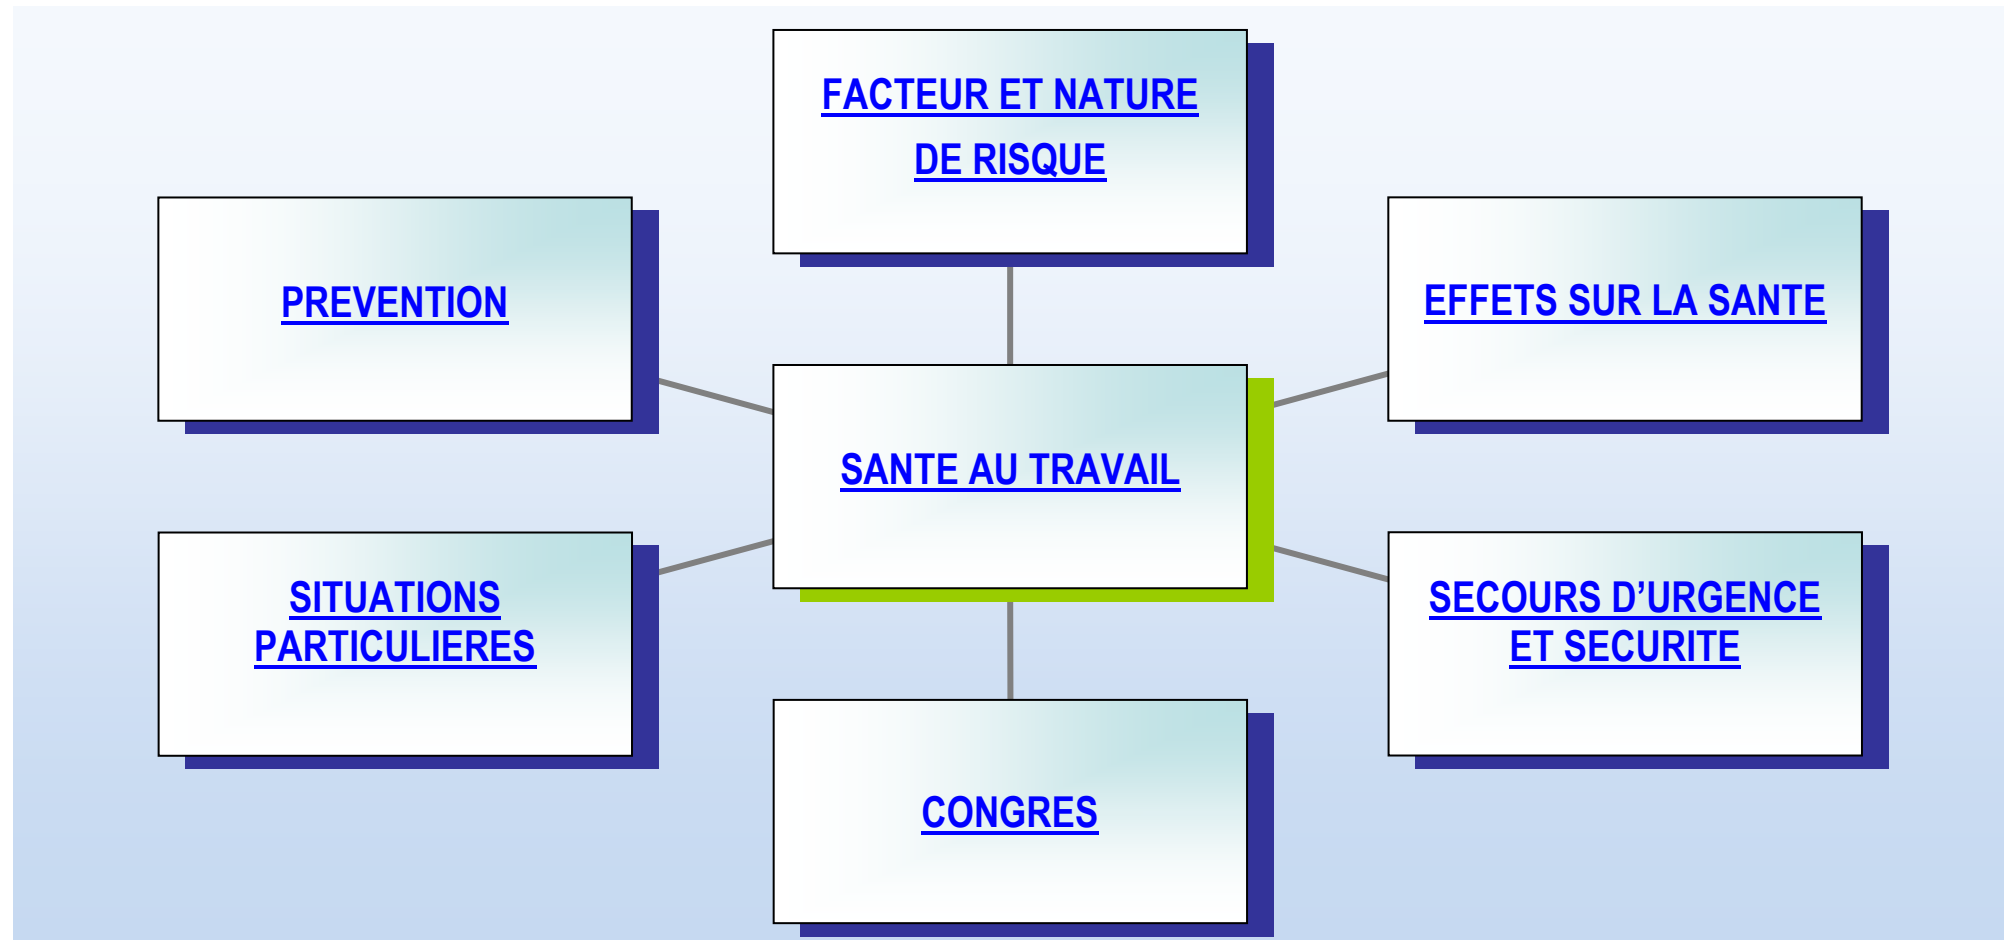 FACTEUR ET NATURE
DE RISQUE
PREVENTION
EFFETS SUR LA SANTE
SANTE AU TRAVAIL
SITUATIONS
PARTICULIERES
SECOURS D’URGENCE
ET SECURITE
CONGRES